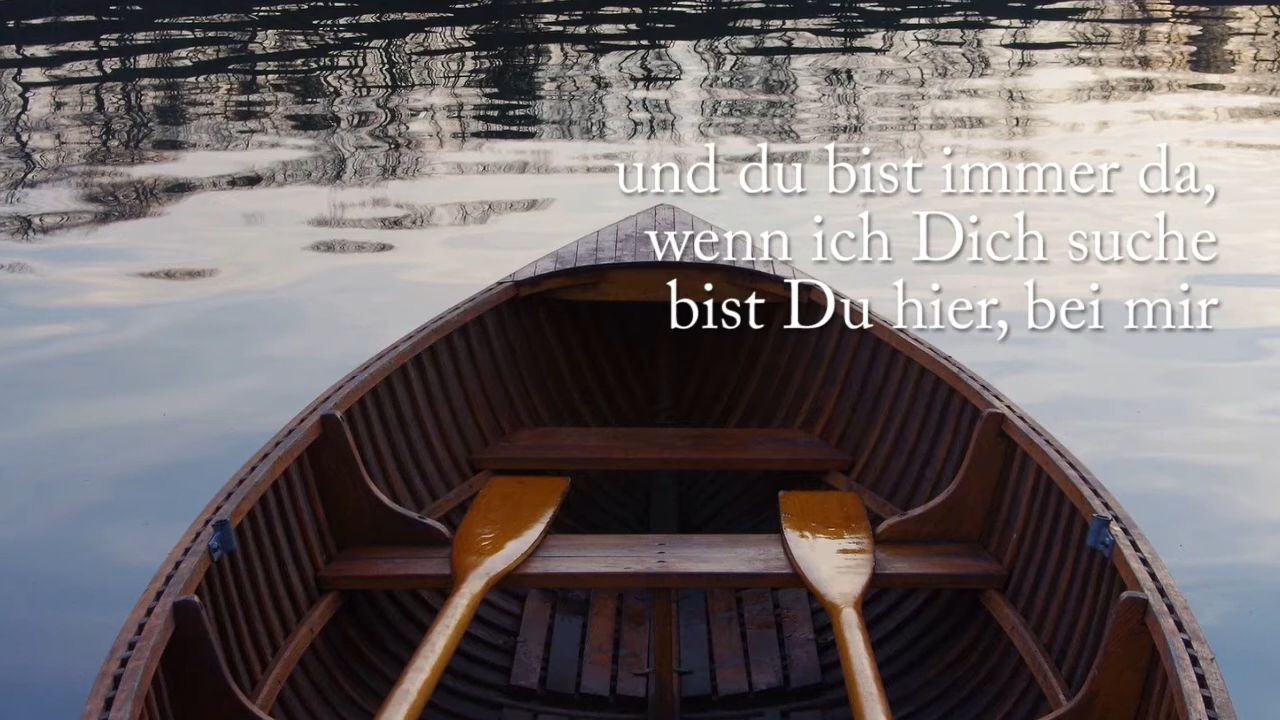 und du bist immer da,
wenn ich Dich suche
bist Du hier, bei mir